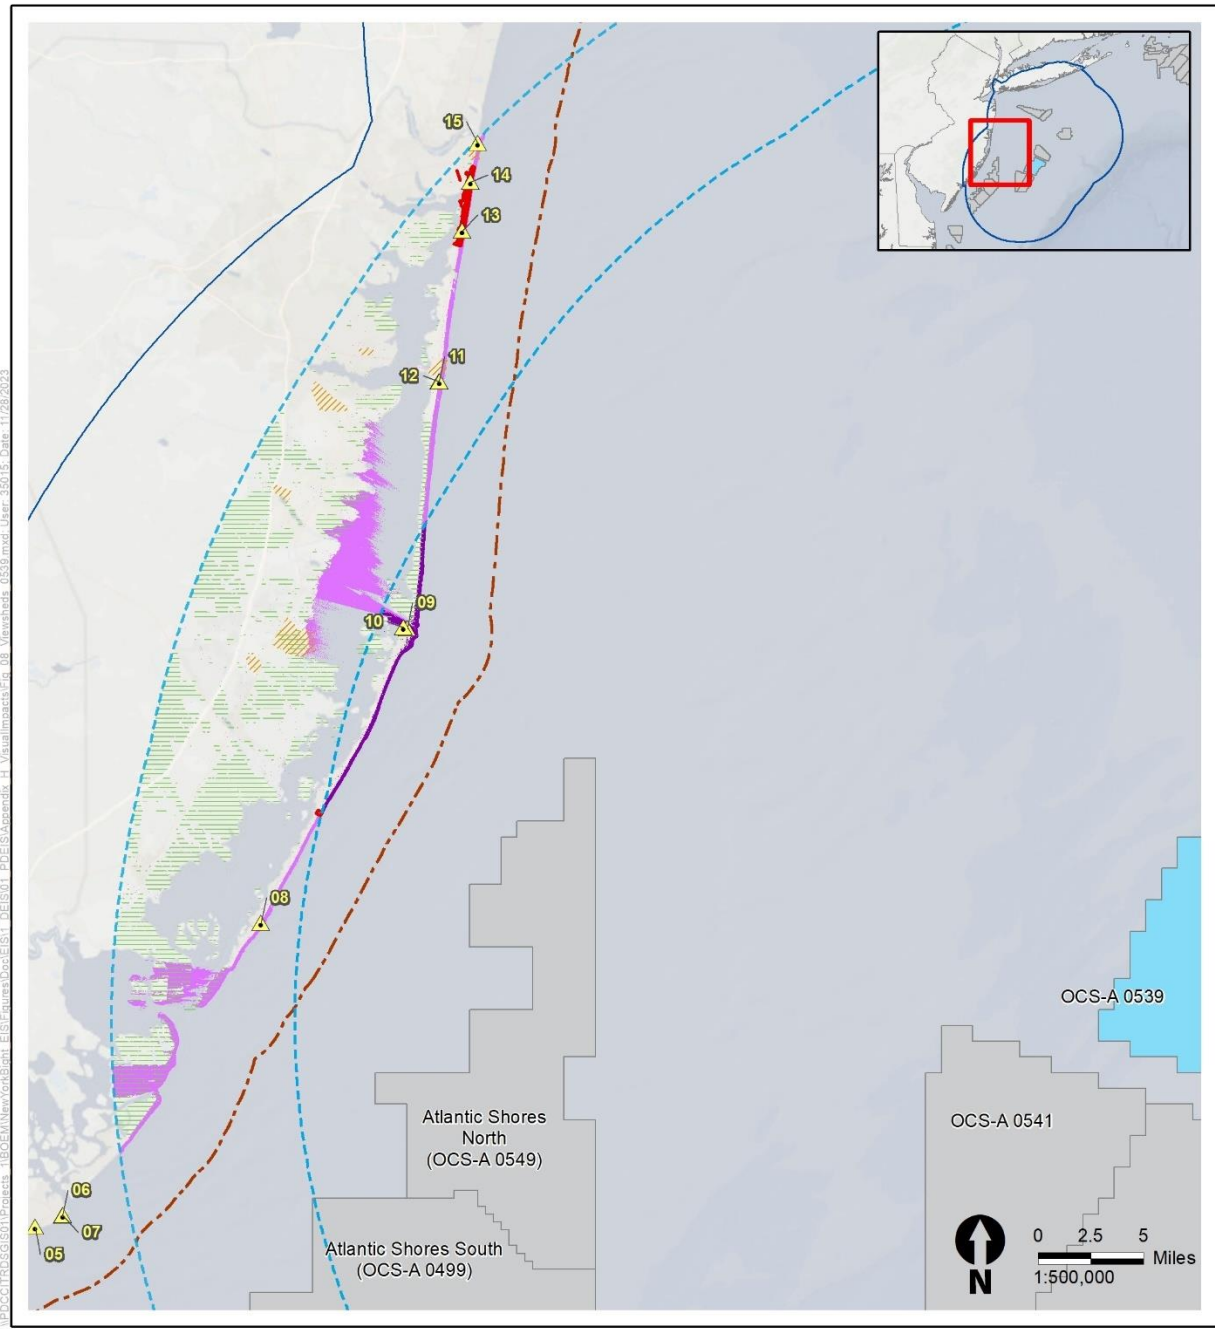 15
14
13
11
12
09
10
08
OCS-A 0539
Atlantic Shores
North
(OCS-A 0549)
OCS-A 0541
06
07
05
Atlantic Shores South
(OCS-A 0499)
0 2.5 5
Miles
1:500,000
N